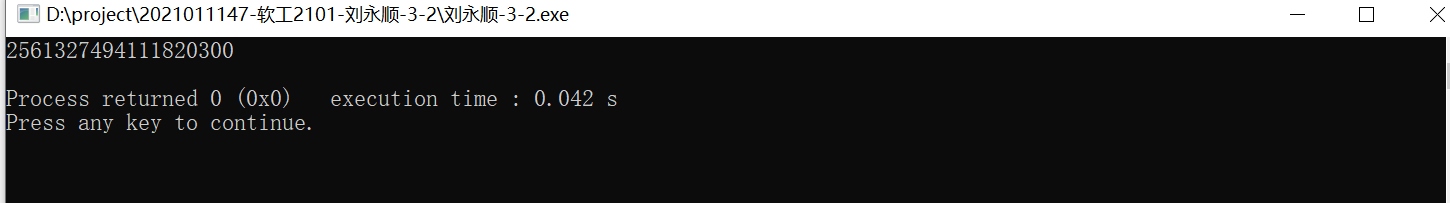 D:\project\2021011147-软工2101-刘永顺-3-2\刘永顺-3-2.exe
2561327494111820300
Process returned 0 (0x0)   execution time : 0.042 s
Press any key to continue.